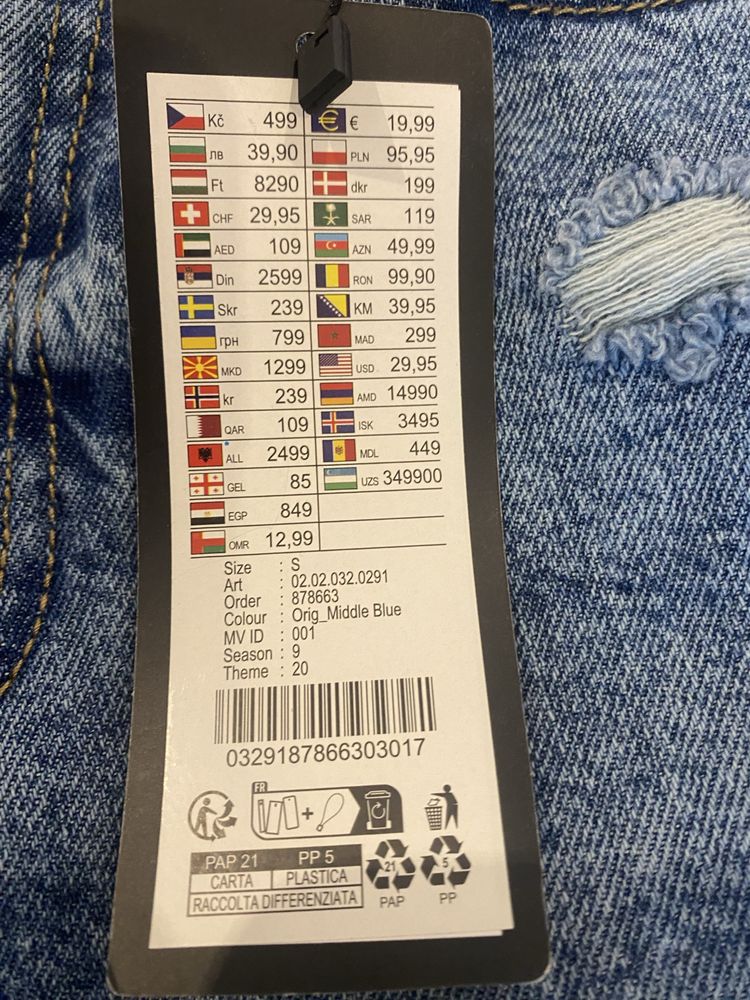 Kč 499 € 19,99
лв 39,90 PLN 95,95
Ft 8290 dkr 199
CHF 29,95 SAR 119
AED 109 AZN 49,99
Din 2599 RON 99,90
Skr 239 KM 39,95
грн 799 MAD 299
MKD 1299 USD 29,95
kr 239 AMD 14990
QAR 109 ISK 3495
ALL 2499 MDL 449
GEL 85 UZS 349900
EGP 849
OMR 12,99
Size : S
Art : 02.02.032.0291
Order : 878663
Colour : Orig_Middle Blue
MV ID : 001
Season : 9
Theme : 20
0329187866303017
FR
+
PAP 21 PP 5
CARTA PLASTICA
RACCOLTA DIFFERENZIATA
21 5
PAP PP